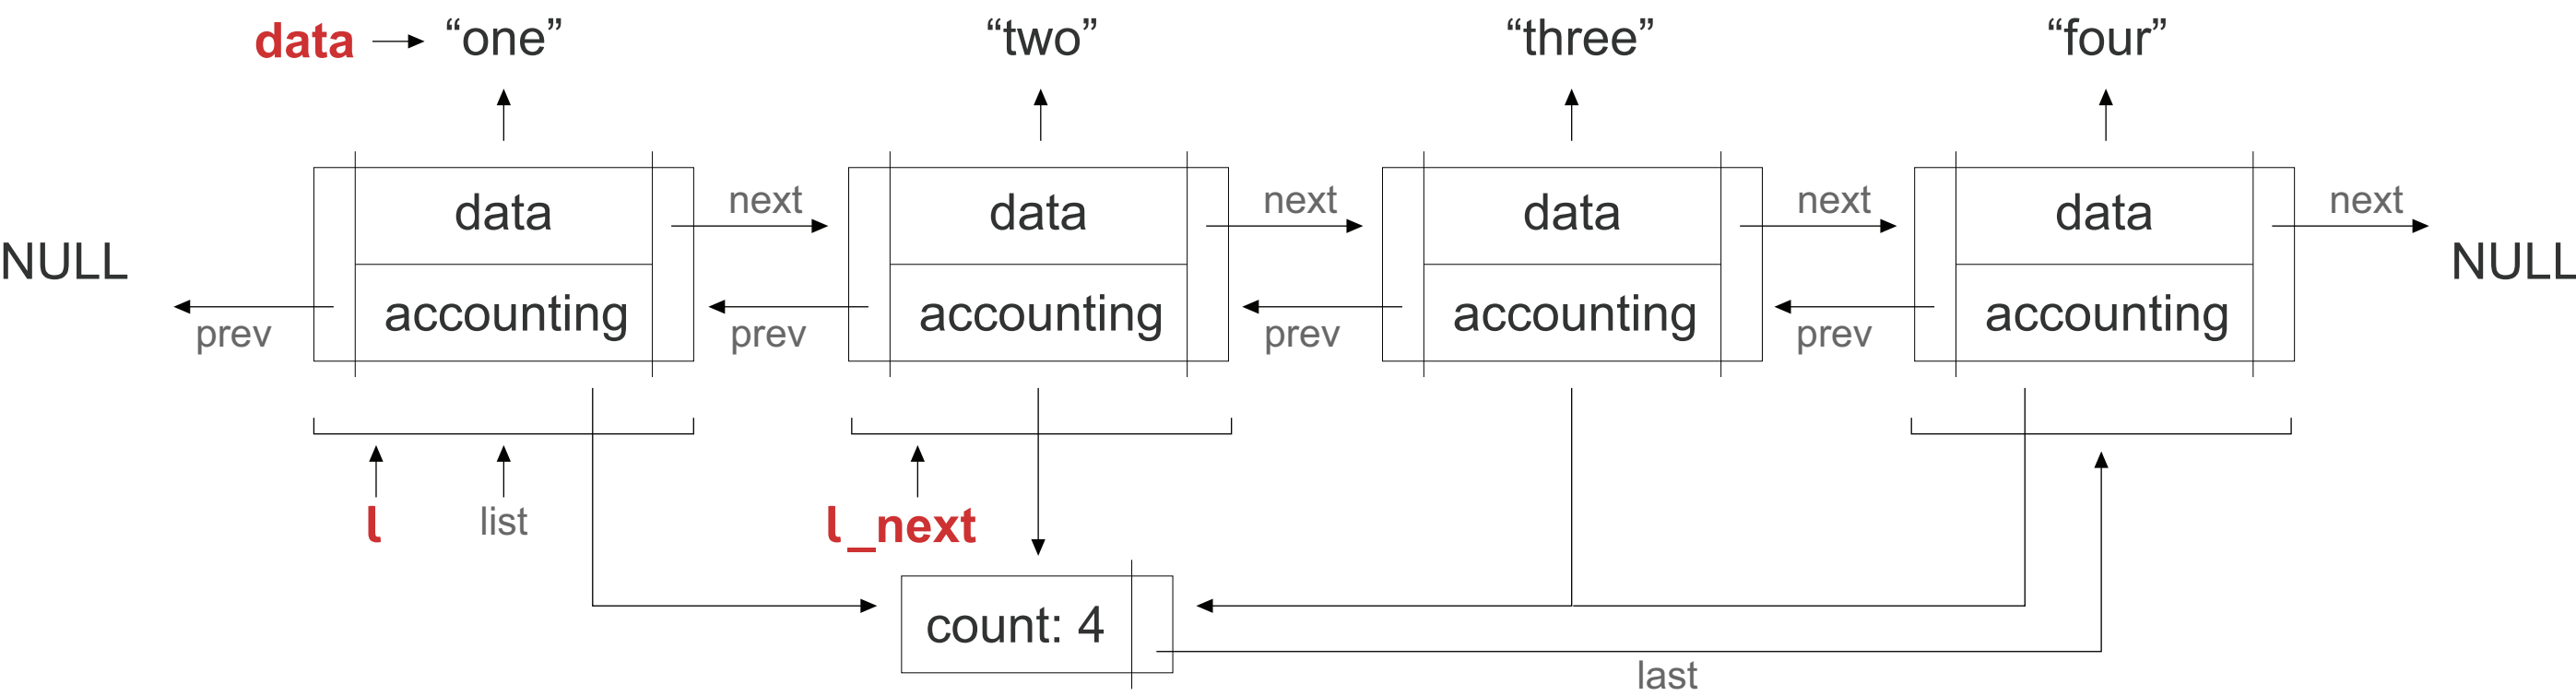 data “one” “two” “three” “four”
data next data next data next data next
NULL NULL
accounting accounting accounting accounting
prev prev prev prev
l list l_next
count: 4
last